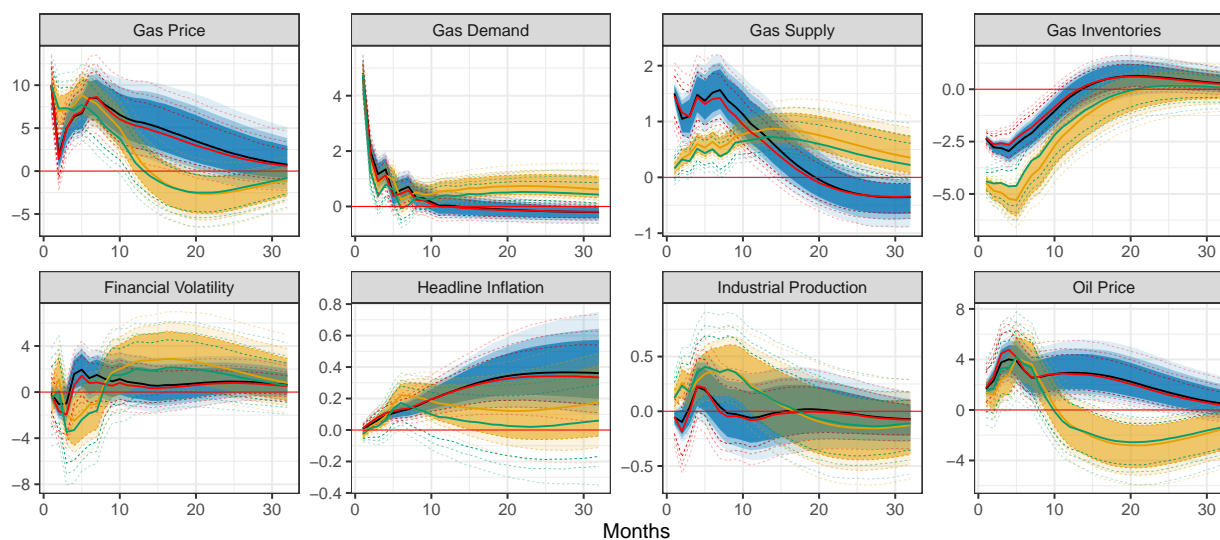 Gas Price Gas Demand Gas Supply Gas Inventories
10
5
0
−5
0 10 20 30
4
2
0
0 10 20 30
2
1
0
−1
0 10 20 30
0.0
−2.5
−5.0
0 10 20 30
Financial Volatility Headline Inflation Industrial Production Oil Price
4
0
−4
−8
0 10 20 30
0.8
0.6
0.4
0.2
0.0
−0.2
−0.4
0 10 20 30
0.5
0.0
−0.5
0 10 20 30
8
4
0
−4
0 10 20 30
Months